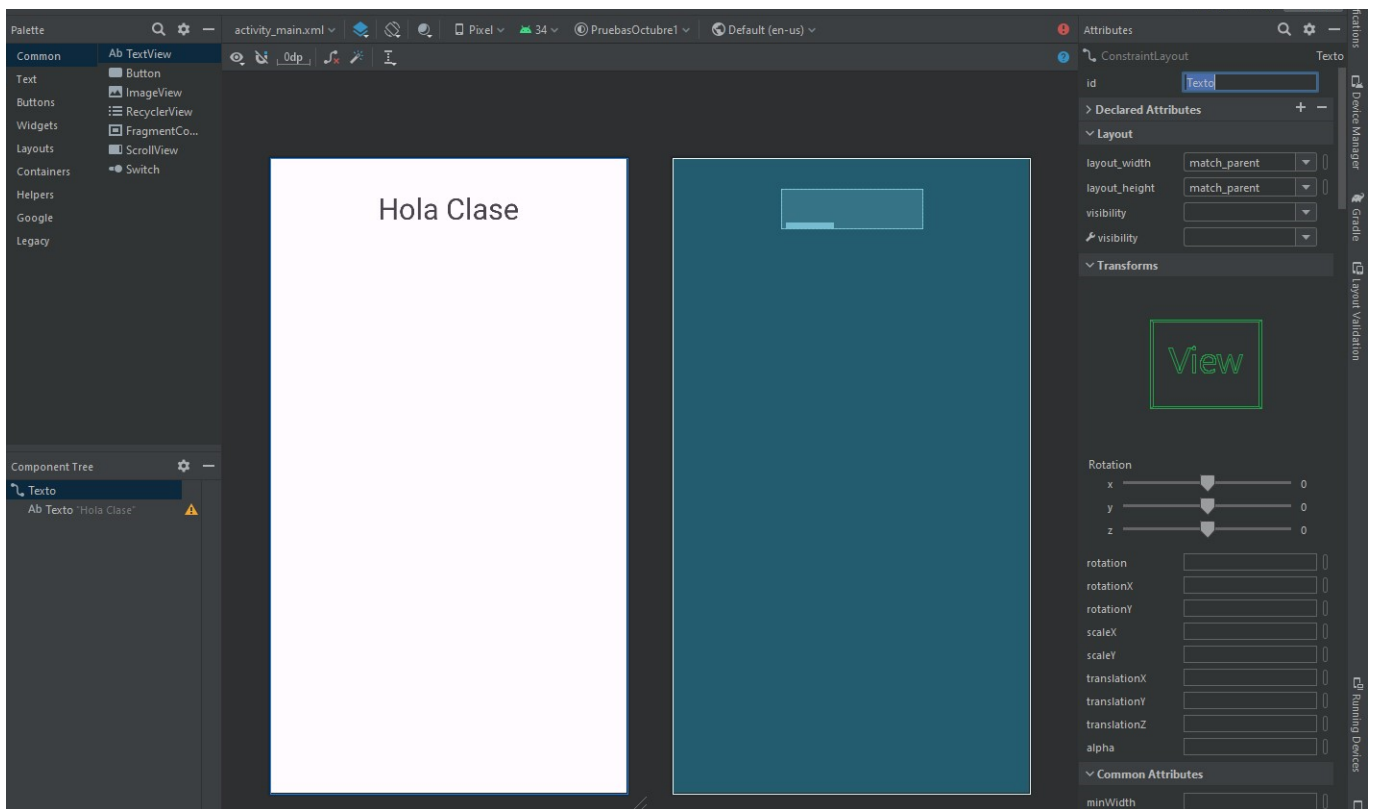 Palette
activity_main.xml
Pixel
34
PruebasOctubre1
Default (en-us)
Attributes
Common
Text
Buttons
Widgets
Layouts
Containers
Helpers
Google
Legacy
Ab TextView
Button
ImageView
RecyclerView
FragmentCo...
ScrollView
Switch
0dp
Hola Clase
Component Tree
Texto
Ab Texto "Hola Clase"
ConstraintLayout Texto
id Texto
Declared Attributes
Layout
layout_width match_parent
layout_height match_parent
visibility
visibility
Transforms
View
Rotation
x 0
y 0
z 0
rotation
rotationX
rotationY
scaleX
scaleY
translationX
translationY
translationZ
alpha
Common Attributes
minWidth
fications
Device Manager
Gradle
Layout Validation
Running Devices